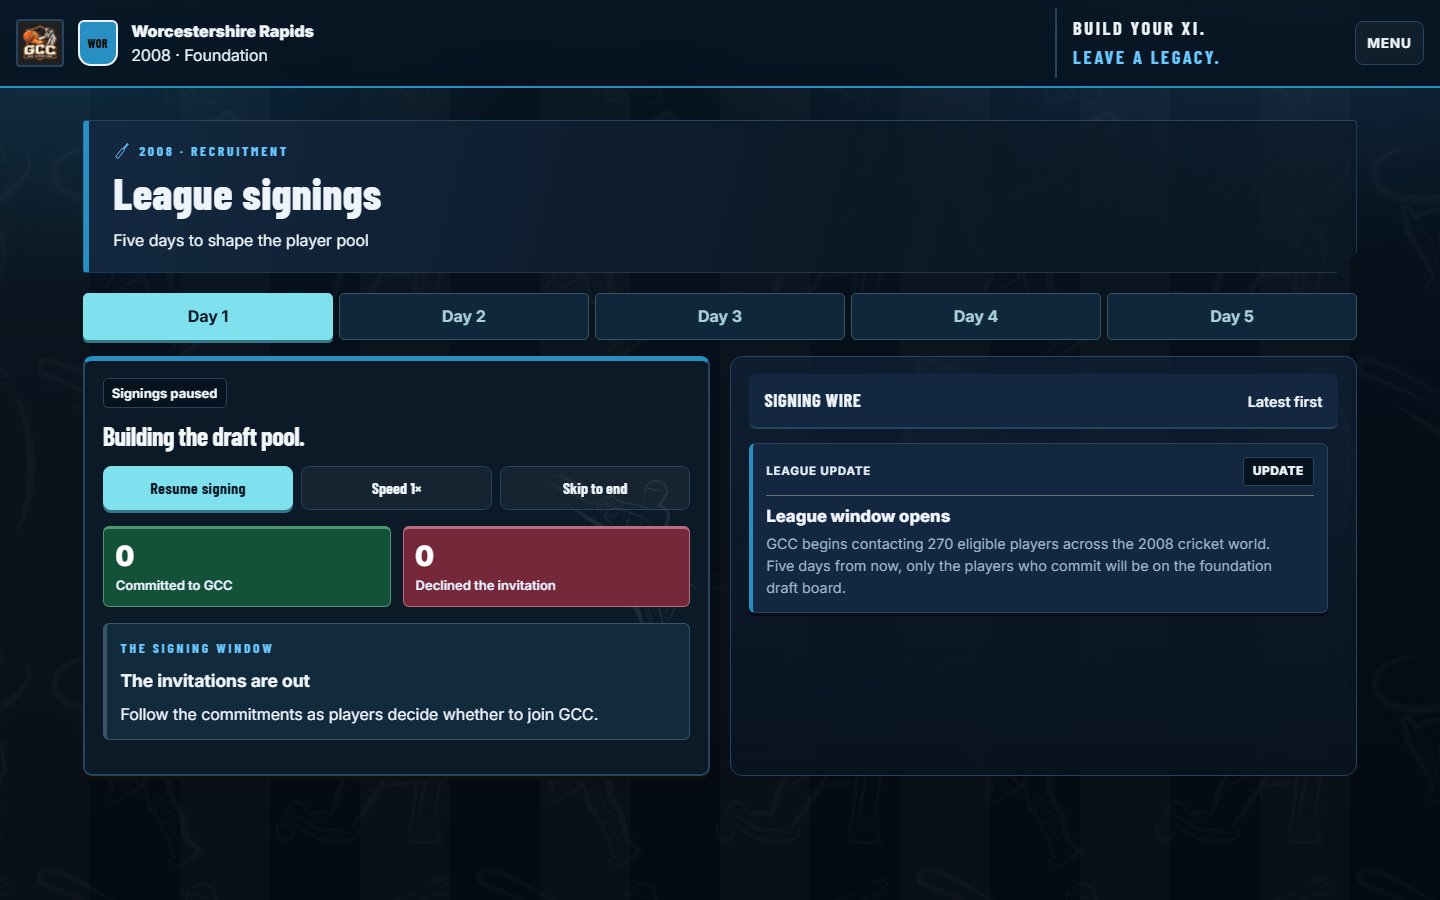 GCC
WOR
Worcestershire Rapids
2008 · Foundation
BUILD YOUR XI.
LEAVE A LEGACY.
MENU
2008 · RECRUITMENT
League signings
Five days to shape the player pool
Day 1
Day 2
Day 3
Day 4
Day 5
Signings paused
Building the draft pool.
Resume signing
Speed 1×
Skip to end
0
Committed to GCC
0
Declined the invitation
THE SIGNING WINDOW
The invitations are out
Follow the commitments as players decide whether to join GCC.
SIGNING WIRE
Latest first
LEAGUE UPDATE
UPDATE
League window opens
GCC begins contacting 270 eligible players across the 2008 cricket world.
Five days from now, only the players who commit will be on the foundation
draft board.